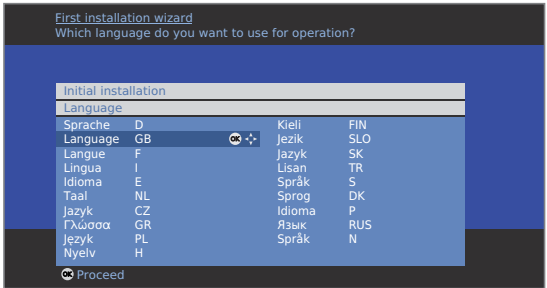 First installation wizard
Which language do you want to use for operation?
Initial installation
Language
Sprache D
Language GB OK
Langue F
Lingua I
Idioma E
Taal NL
Jazyk CZ
Γλώσσα GR
Język PL
Nyelv H
Kieli FIN
Jezik SLO
Jazyk SK
Lisan TR
Språk S
Sprog DK
Idioma P
Язык RUS
Språk N
OK Proceed